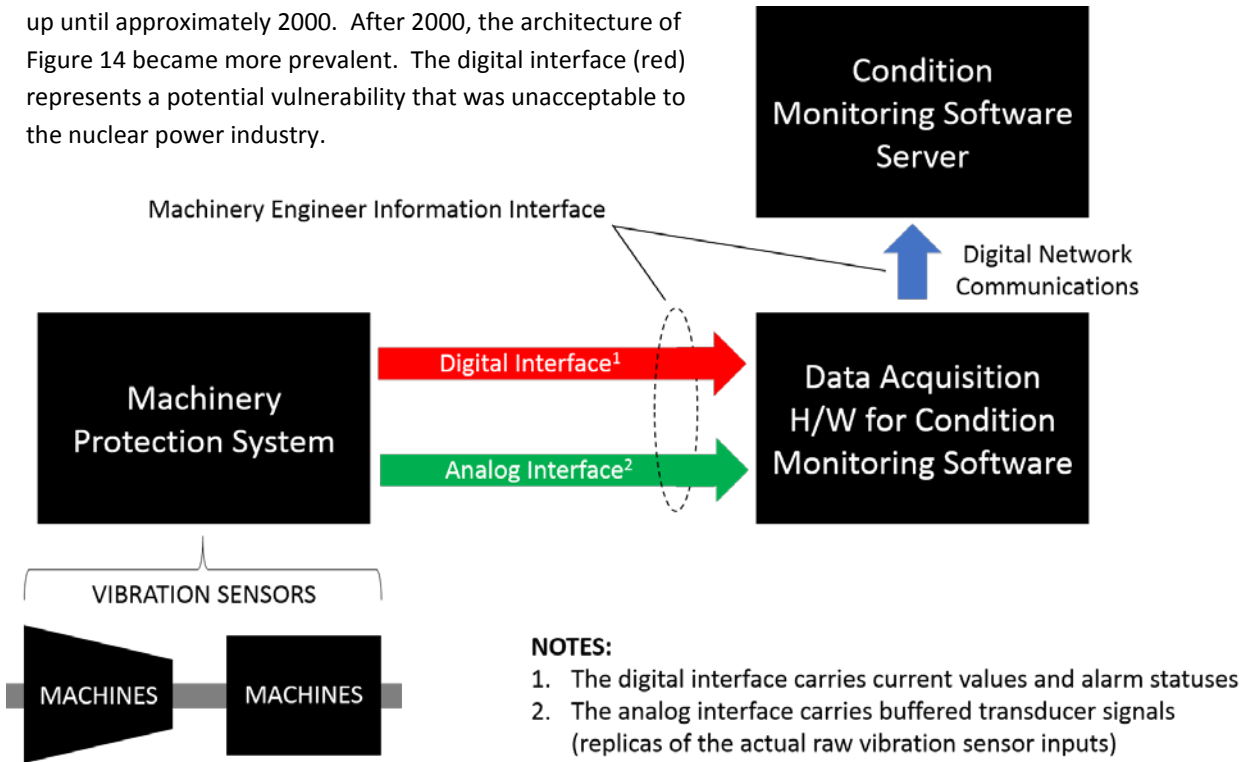 up until approximately 2000. After 2000, the architecture of
Figure 14 became more prevalent. The digital interface (red)
represents a potential vulnerability that was unacceptable to
the nuclear power industry.
Condition
Monitoring Software
Server
Machinery Engineer Information Interface
Digital Network
Communications
Machinery
Protection System
Digital Interface¹
Analog Interface²
Data Acquisition
H/W for Condition
Monitoring Software
VIBRATION SENSORS
MACHINES
MACHINES
NOTES:
1. The digital interface carries current values and alarm statuses
2. The analog interface carries buffered transducer signals
(replicas of the actual raw vibration sensor inputs)